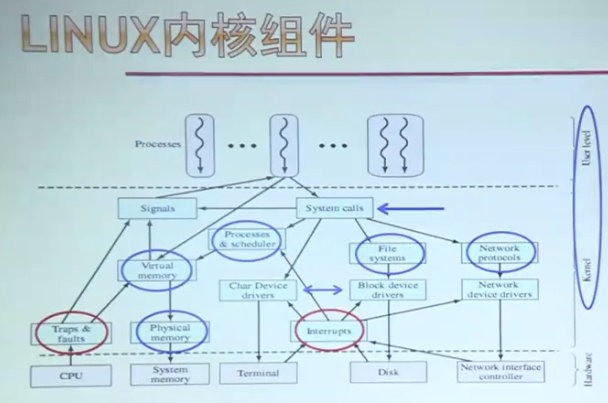 LINUX内核组件
Processes
User level
Signals
System calls
Processes
& scheduler
File
systems
Network
protocols
Virtual
memory
Kernel
Char Device
drivers
Block device
drivers
Network
device drivers
Traps &
faults
Physical
memory
Interrupts
CPU
System
memory
Terminal
Disk
Network interface
controller
Hardware